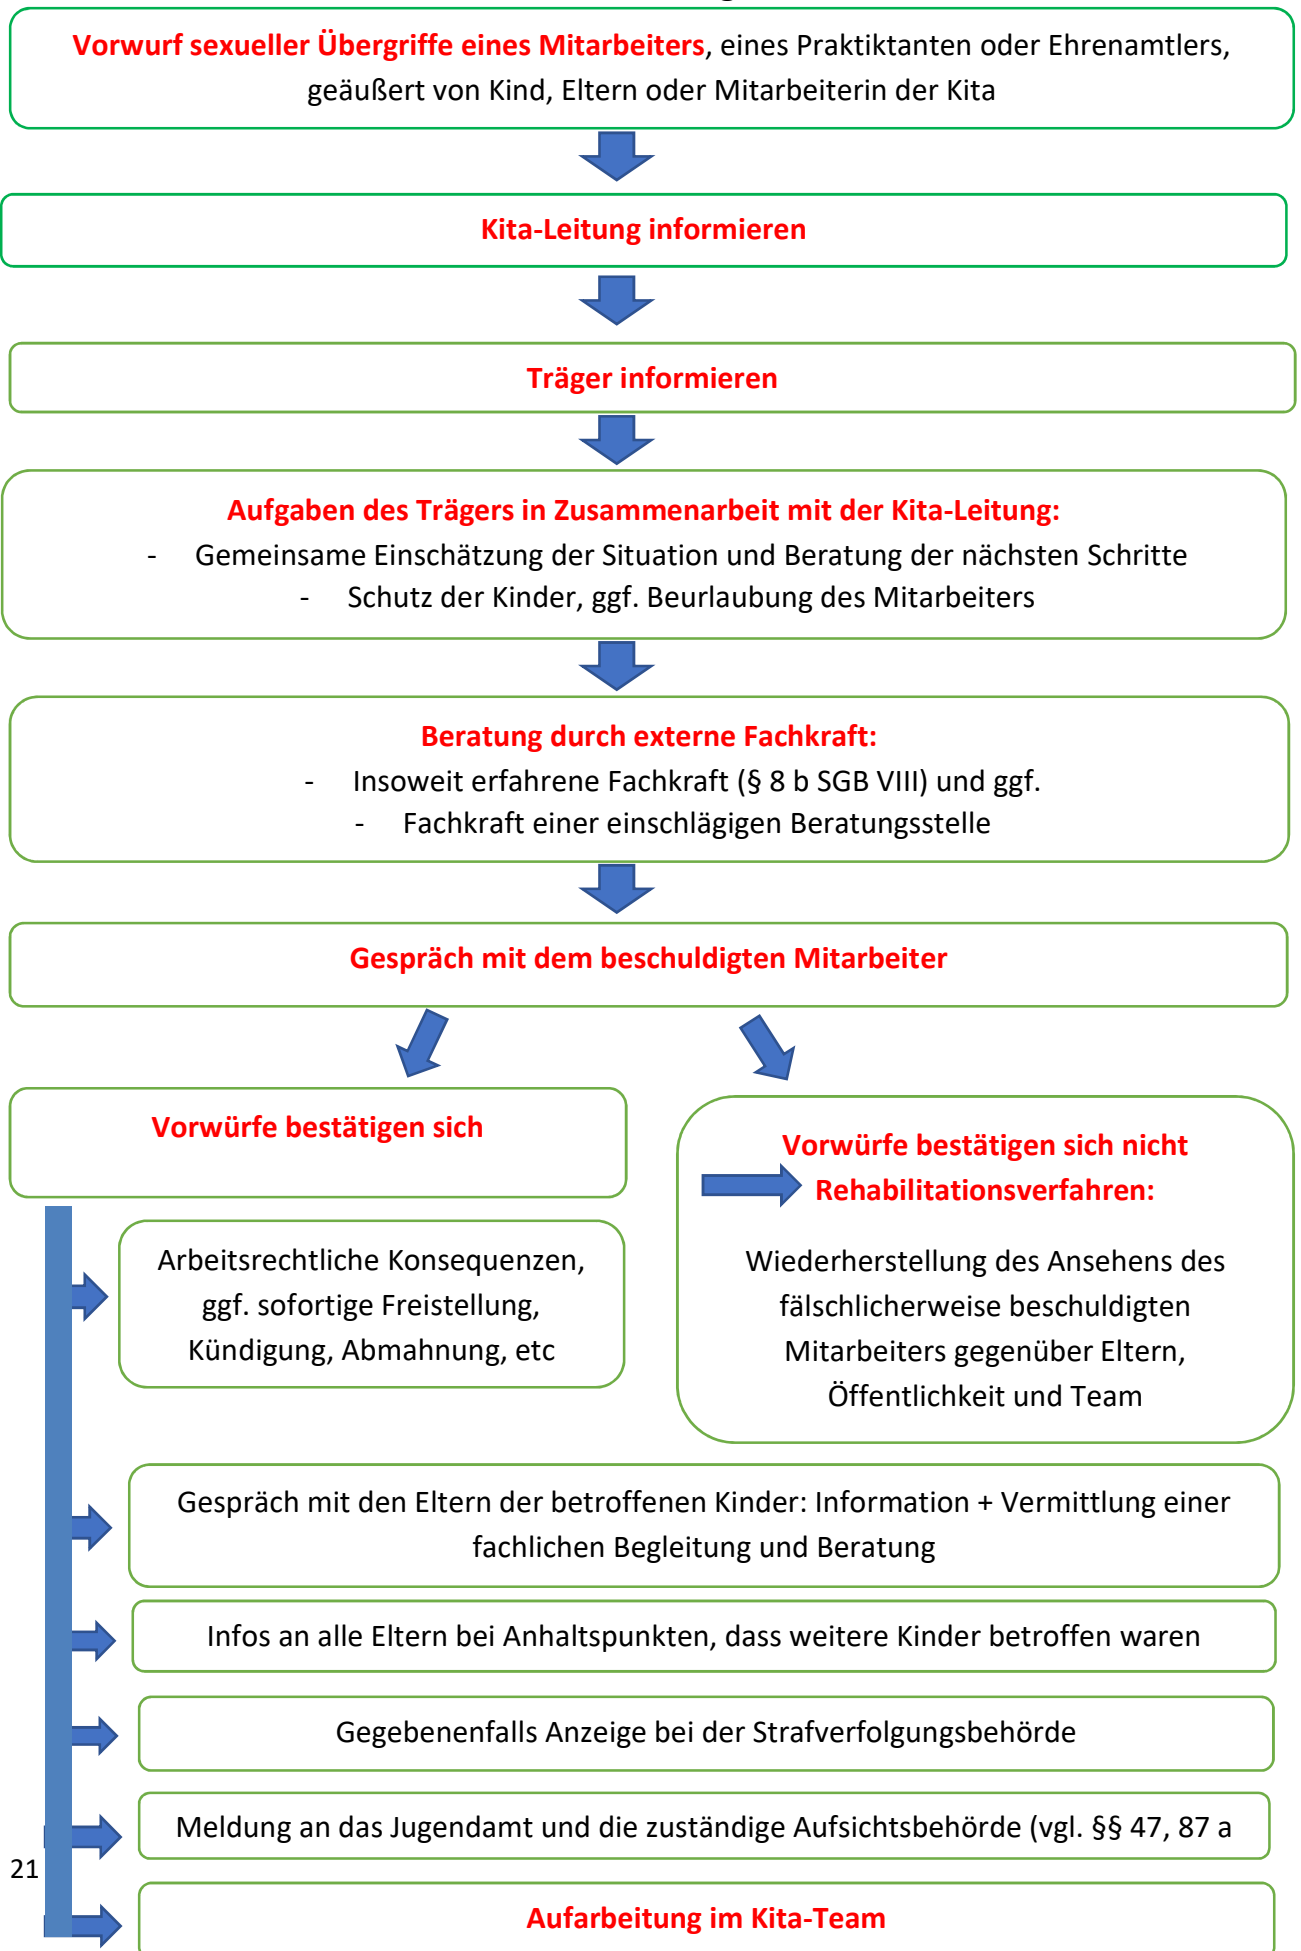 Vorwurf sexueller Übergriffe eines Mitarbeiters, eines Praktiktanten oder Ehrenamtlers,
geäußert von Kind, Eltern oder Mitarbeiterin der Kita
Kita-Leitung informieren
Träger informieren
Aufgaben des Trägers in Zusammenarbeit mit der Kita-Leitung:
- Gemeinsame Einschätzung der Situation und Beratung der nächsten Schritte
- Schutz der Kinder, ggf. Beurlaubung des Mitarbeiters
Beratung durch externe Fachkraft:
- Insoweit erfahrene Fachkraft (§ 8 b SGB VIII) und ggf.
- Fachkraft einer einschlägigen Beratungsstelle
Gespräch mit dem beschuldigten Mitarbeiter
Vorwürfe bestätigen sich
Arbeitsrechtliche Konsequenzen,
ggf. sofortige Freistellung,
Kündigung, Abmahnung, etc
Vorwürfe bestätigen sich nicht
Rehabilitationsverfahren:
Wiederherstellung des Ansehens des
fälschlicherweise beschuldigten
Mitarbeiters gegenüber Eltern,
Öffentlichkeit und Team
Gespräch mit den Eltern der betroffenen Kinder: Information + Vermittlung einer
fachlichen Begleitung und Beratung
Infos an alle Eltern bei Anhaltspunkten, dass weitere Kinder betroffen waren
Gegebenenfalls Anzeige bei der Strafverfolgungsbehörde
Meldung an das Jugendamt und die zuständige Aufsichtsbehörde (vgl. §§ 47, 87 a
21
Aufarbeitung im Kita-Team